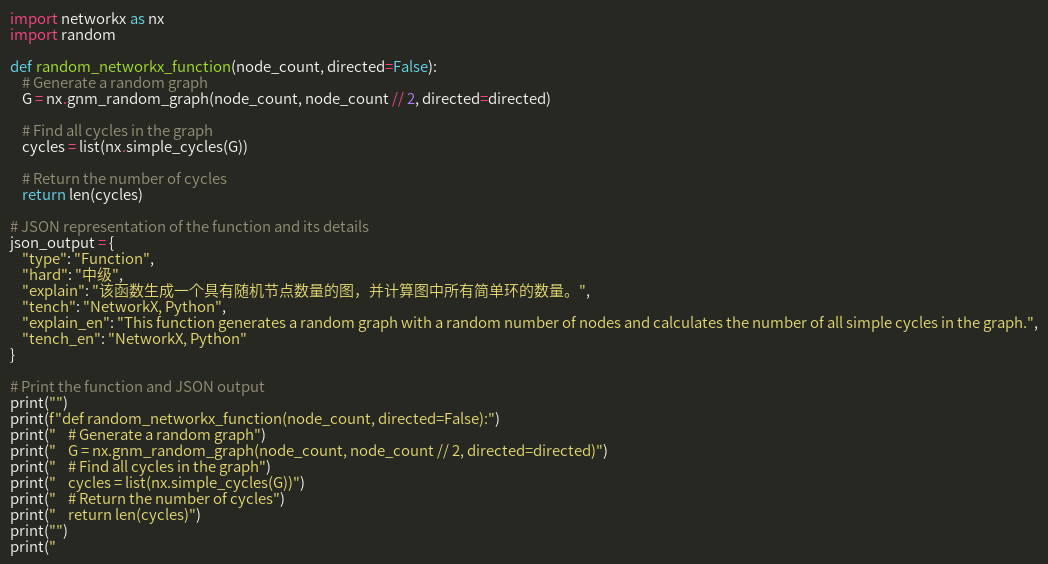 import networkx as nx
import random
def random_networkx_function(node_count, directed=False):
# Generate a random graph
G = nx.gnm_random_graph(node_count, node_count // 2, directed=directed)
# Find all cycles in the graph
cycles = list(nx.simple_cycles(G))
# Return the number of cycles
return len(cycles)
# JSON representation of the function and its details
json_output = {
"type": "Function",
"hard": "中级",
"explain": "该函数生成一个具有随机节点数量的图，并计算图中所有简单环的数量。",
"tench": "NetworkX, Python",
"explain_en": "This function generates a random graph with a random number of nodes and calculates the number of all simple cycles in the graph.",
"tench_en": "NetworkX, Python"
}
# Print the function and JSON output
print("")
print(f"def random_networkx_function(node_count, directed=False):")
print("    # Generate a random graph")
print("    G = nx.gnm_random_graph(node_count, node_count // 2, directed=directed)")
print("    # Find all cycles in the graph")
print("    cycles = list(nx.simple_cycles(G))")
print("    # Return the number of cycles")
print("    return len(cycles)")
print("")
print("